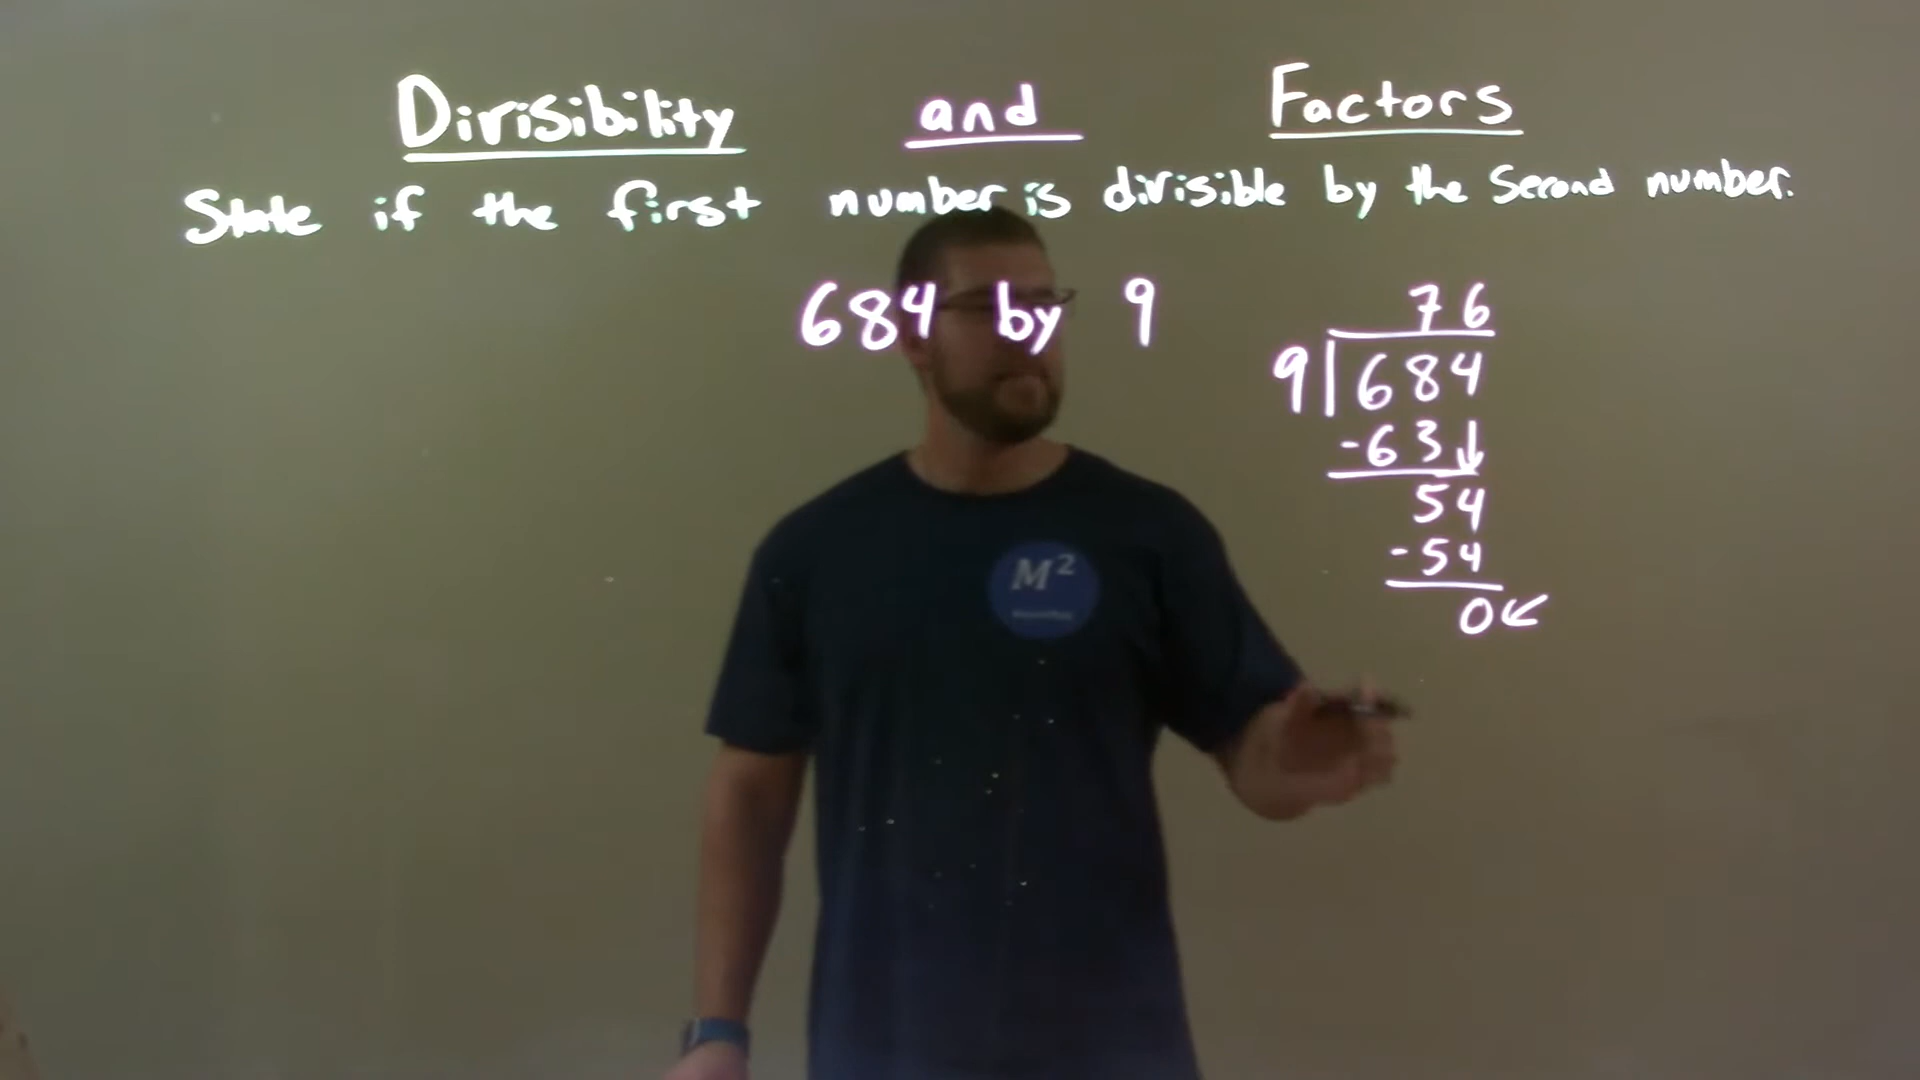 Divisibility and Factors
State if the first number is divisible by the second number.
684 by 9
76
9 684
-63↓
54
-54
0↙
M²